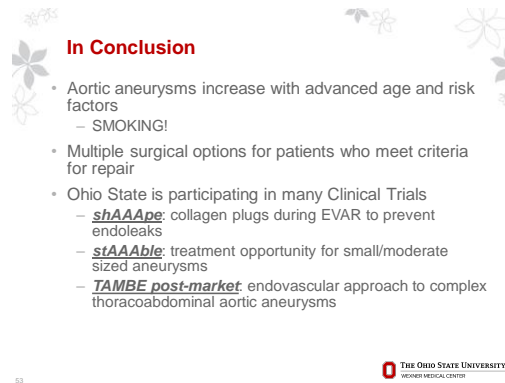 In Conclusion
• Aortic aneurysms increase with advanced age and risk
factors
– SMOKING!
• Multiple surgical options for patients who meet criteria
for repair
• Ohio State is participating in many Clinical Trials
– shAAApe: collagen plugs during EVAR to prevent
endoleaks
– stAAAble: treatment opportunity for small/moderate
sized aneurysms
– TAMBE post-market: endovascular approach to complex
thoracoabdominal aortic aneurysms
53
THE OHIO STATE UNIVERSITY
WEXNER MEDICAL CENTER